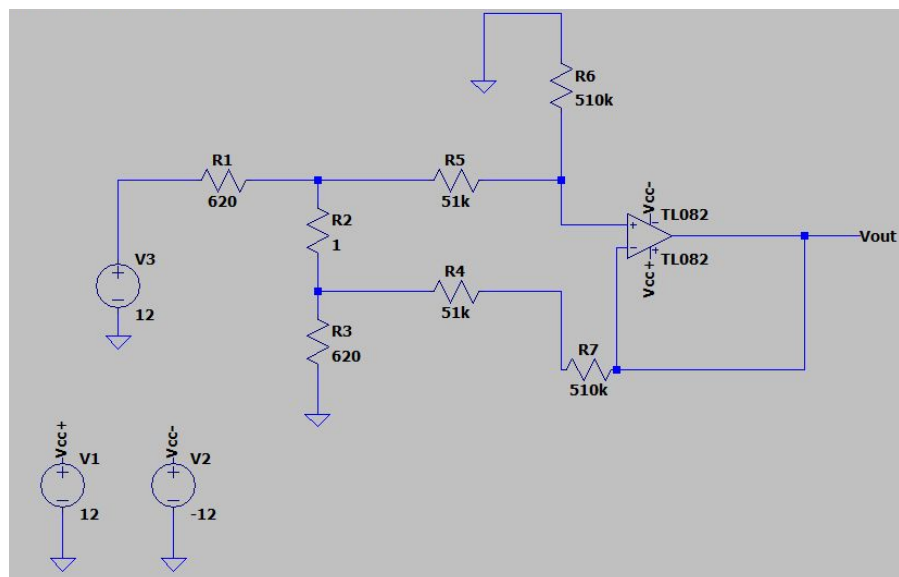 R6
510k
R1
620
R5
51k
R2
1
Vcc-
TL082
TL082
Vcc+
Vout
V3
12
R4
51k
R3
620
R7
510k
Vcc+
V1
12
Vcc-
V2
-12